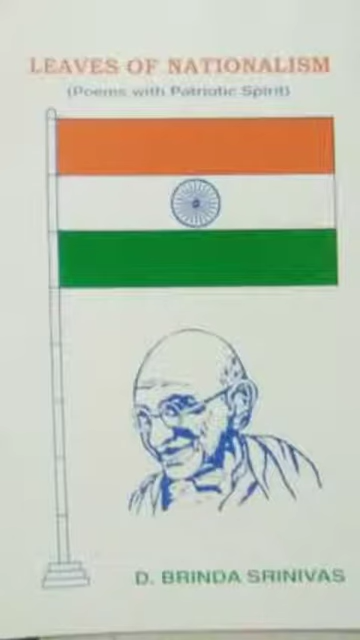 LEAVES OF NATIONALISM
(Poems with Patriotic Spirit)
D. BRINDA SRINIVAS